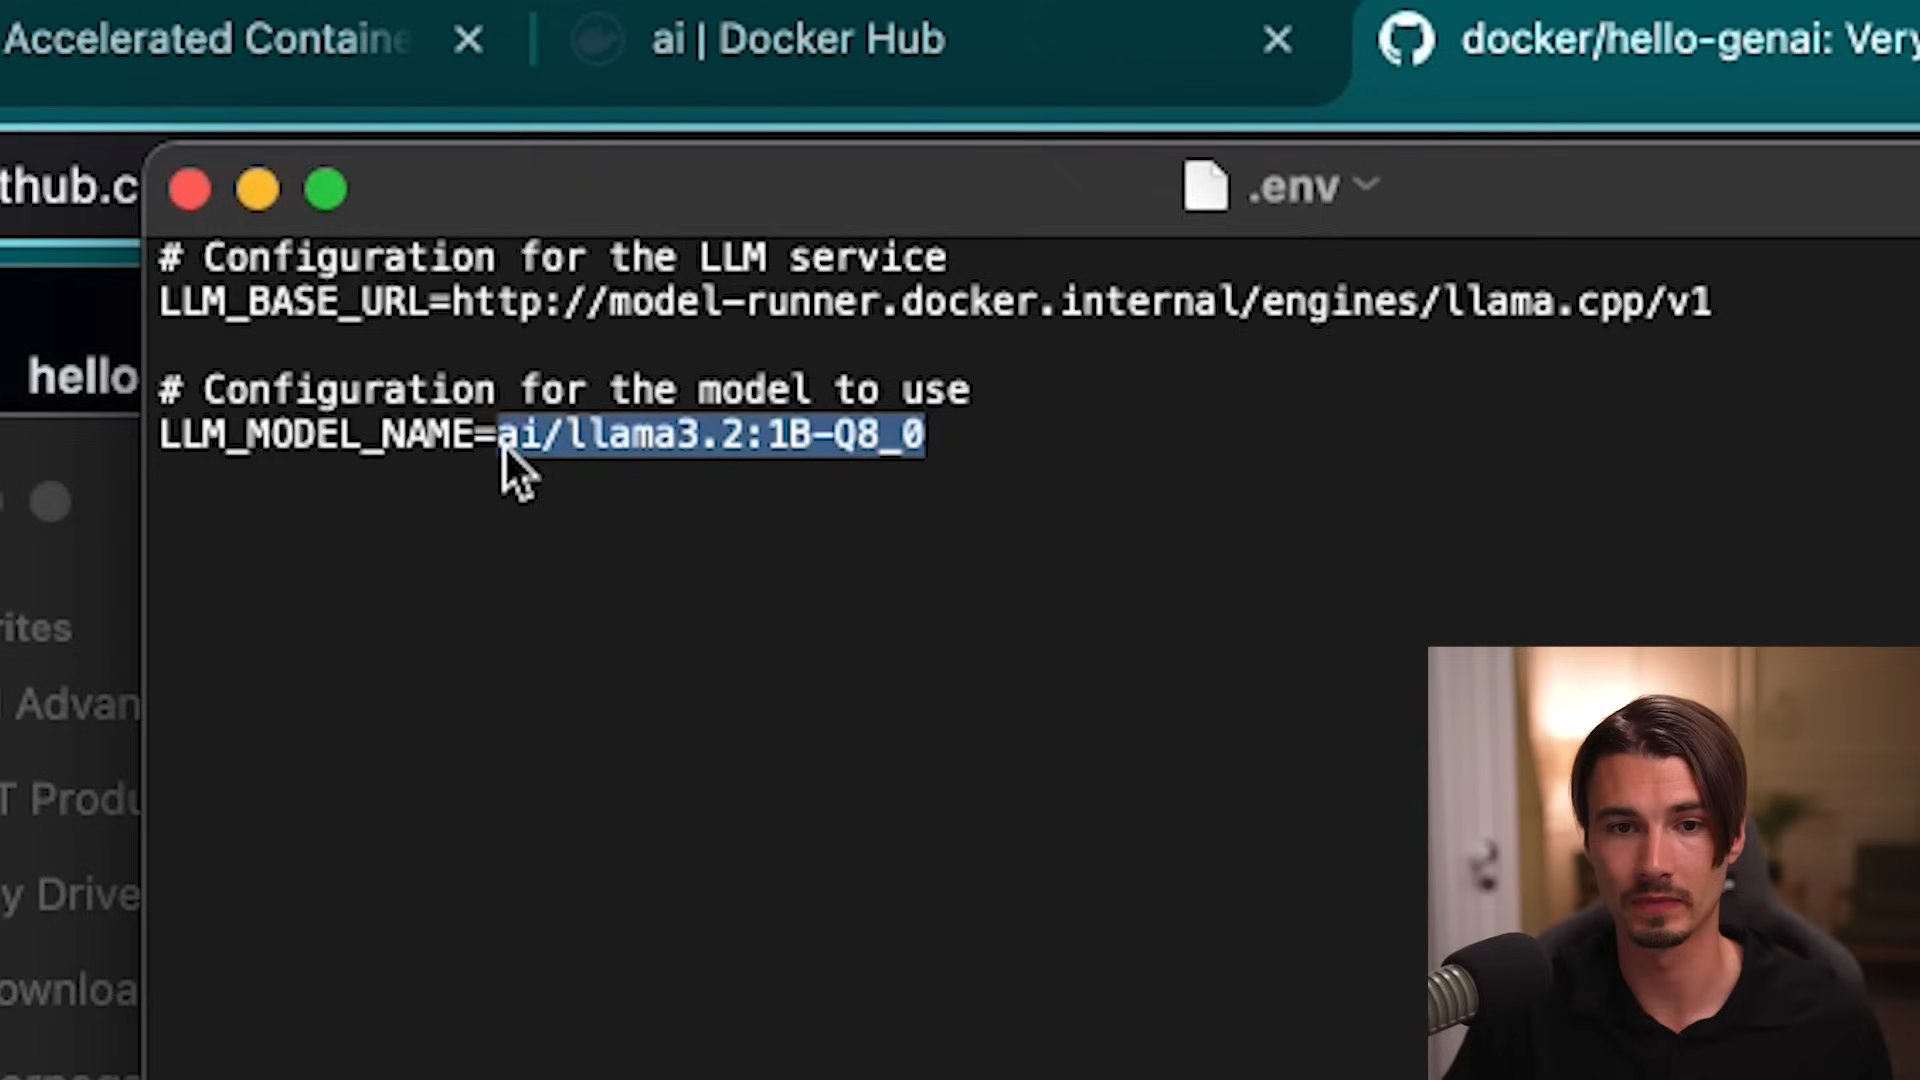 Accelerated Containe
ai | Docker Hub
docker/hello-genai: Very
thub.c
.env
# Configuration for the LLM service
LLM_BASE_URL=http://model-runner.docker.internal/engines/llama.cpp/v1
hello
# Configuration for the model to use
LLM_MODEL_NAME=ai/llama3.2:1B-Q8_0
rites
Advan
T Produ
y Drive
ownloa